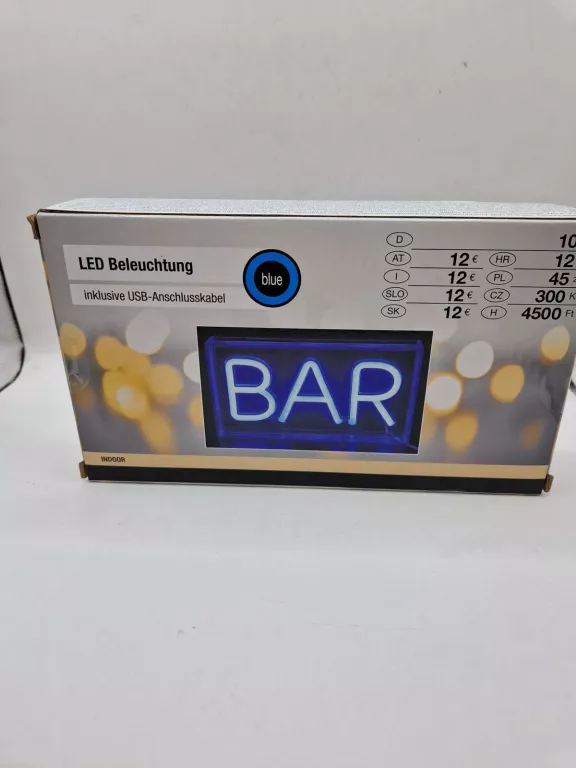 LED Beleuchtung
inklusive USB-Anschlusskabel
blue
D 10
AT 12 € HR 12
I 12 € PL 45
SLO 12 € CZ 300 K
SK 12 € H 4500 Ft
BAR
INDOOR